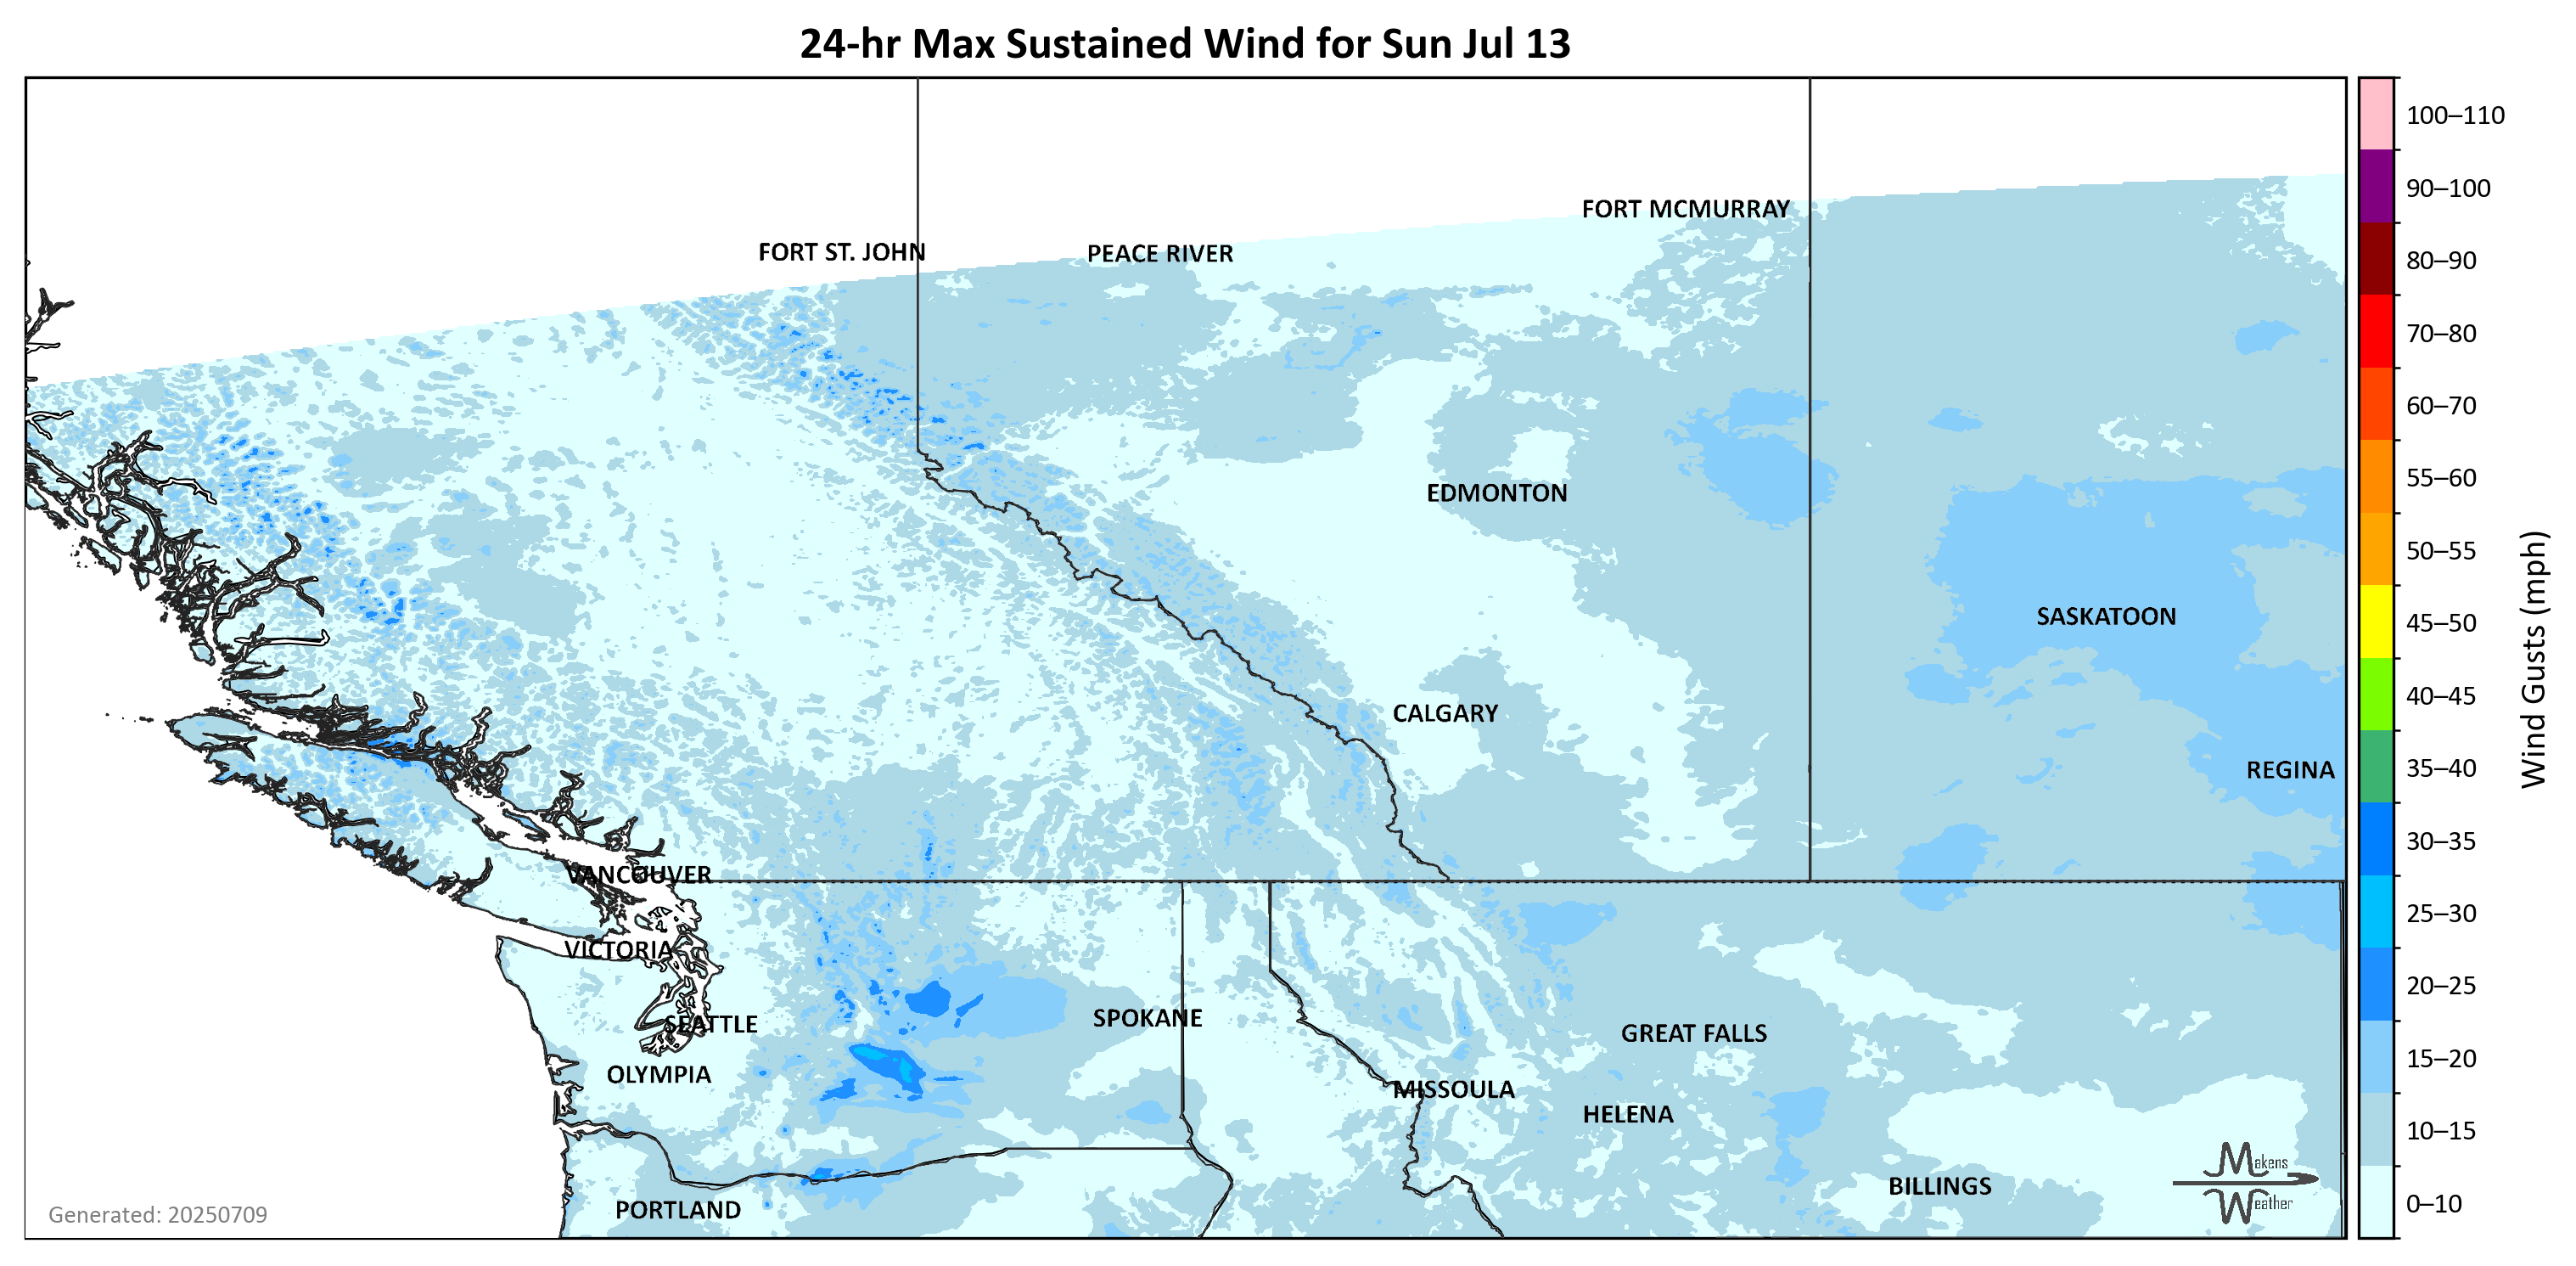 24-hr Max Sustained Wind for Sun Jul 13
100–110
90–100
80–90
70–80
60–70
55–60
50–55
45–50
40–45
35–40
30–35
25–30
20–25
15–20
10–15
0–10
Wind Gusts (mph)
FORT MCMURRAY
FORT ST. JOHN
PEACE RIVER
EDMONTON
SASKATOON
CALGARY
REGINA
VANCOUVER
VICTORIA
SEATTLE
SPOKANE
GREAT FALLS
OLYMPIA
MISSOULA
HELENA
BILLINGS
PORTLAND
Makens
Weather
Generated: 20250709